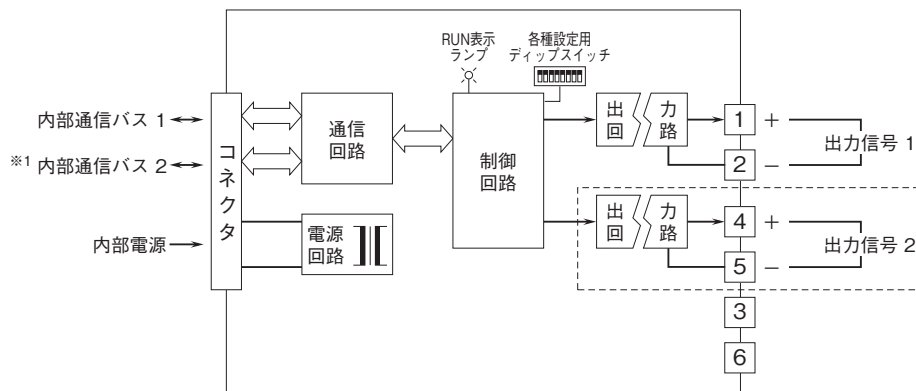 RUN表示
ランプ
各種設定用
ディップスイッチ
内部通信バス 1
※1 内部通信バス 2
内部電源
コネクタ
通信
回路
電源
回路
制御
回路
出 力
回 路
1 +
2 −
出力信号 1
出 力
回 路
4 +
5 −
出力信号 2
3
6